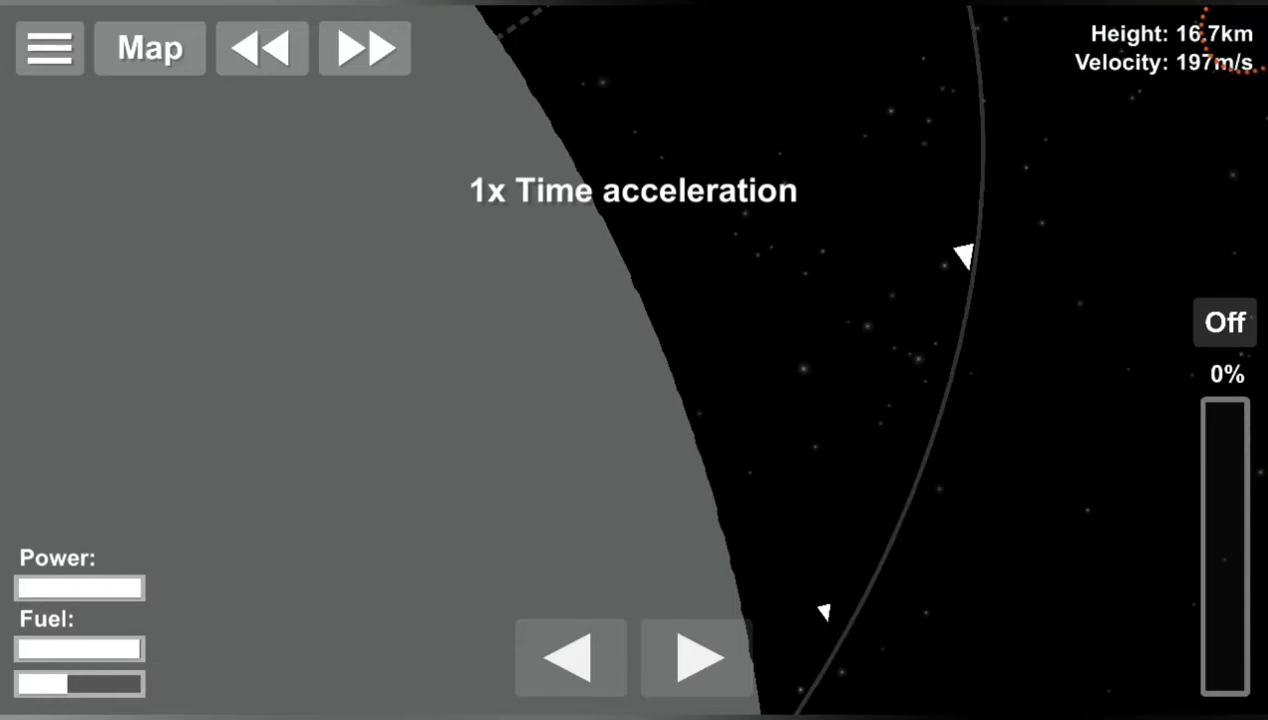 Map
Height: 16.7km
Velocity: 197m/s
1x Time acceleration
Off
0%
Power:
Fuel: